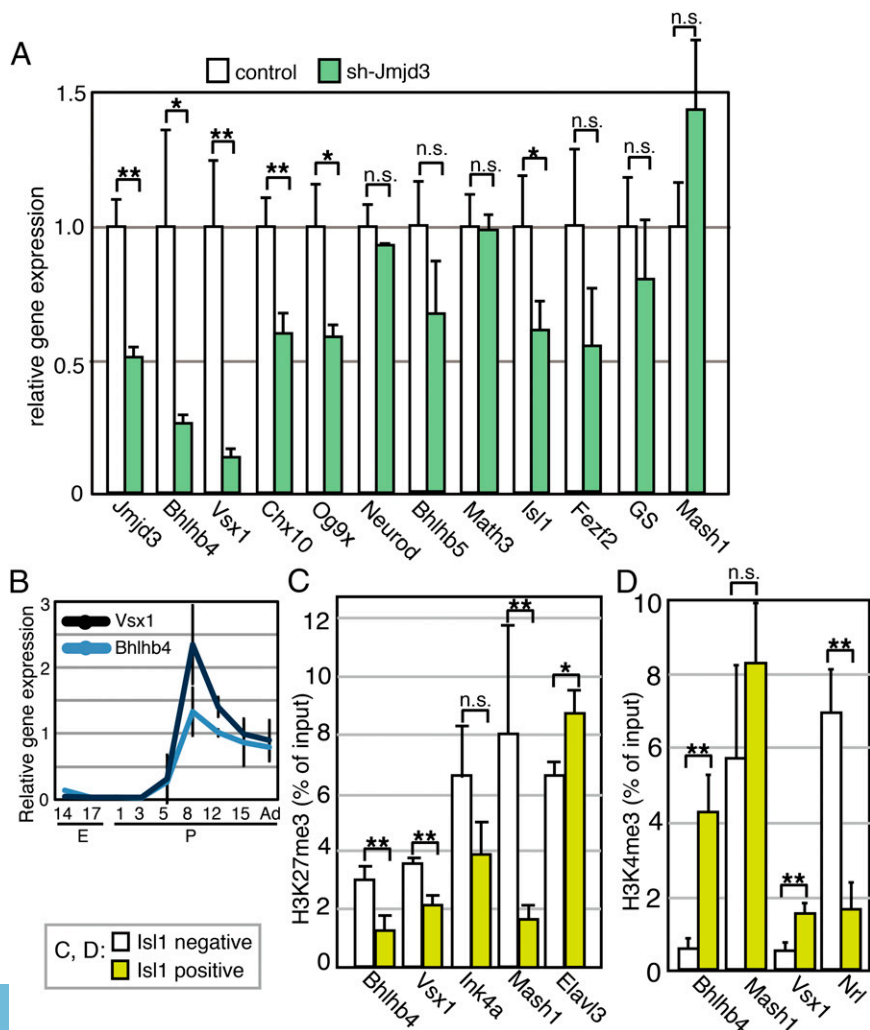 A
control sh-Jmjd3
relative gene expression
1.5
1.0
0.5
0
** * ** ** * n.s. n.s. n.s. * n.s. n.s. n.s.
Jmjd3 Bhlhb4 Vsx1 Chx10 Og9x Neurod Bhlhb5 Math3 Isl1 Fezf2 GS Mash1
B
Relative gene expression
3
2
1
0
Vsx1
Bhlhb4
14 17 1 3 5 8 12 15 Ad
E P
C
H3K27me3 (% of input)
12
10
8
6
4
2
0
** ** n.s. ** *
Bhlhb4 Vsx1 Ink4a Mash1 Elavl3
D
H3K4me3 (% of input)
10
8
6
4
2
0
** n.s. ** **
Bhlhb4 Mash1 Vsx1 Nrl
C, D:
Isl1 negative
Isl1 positive